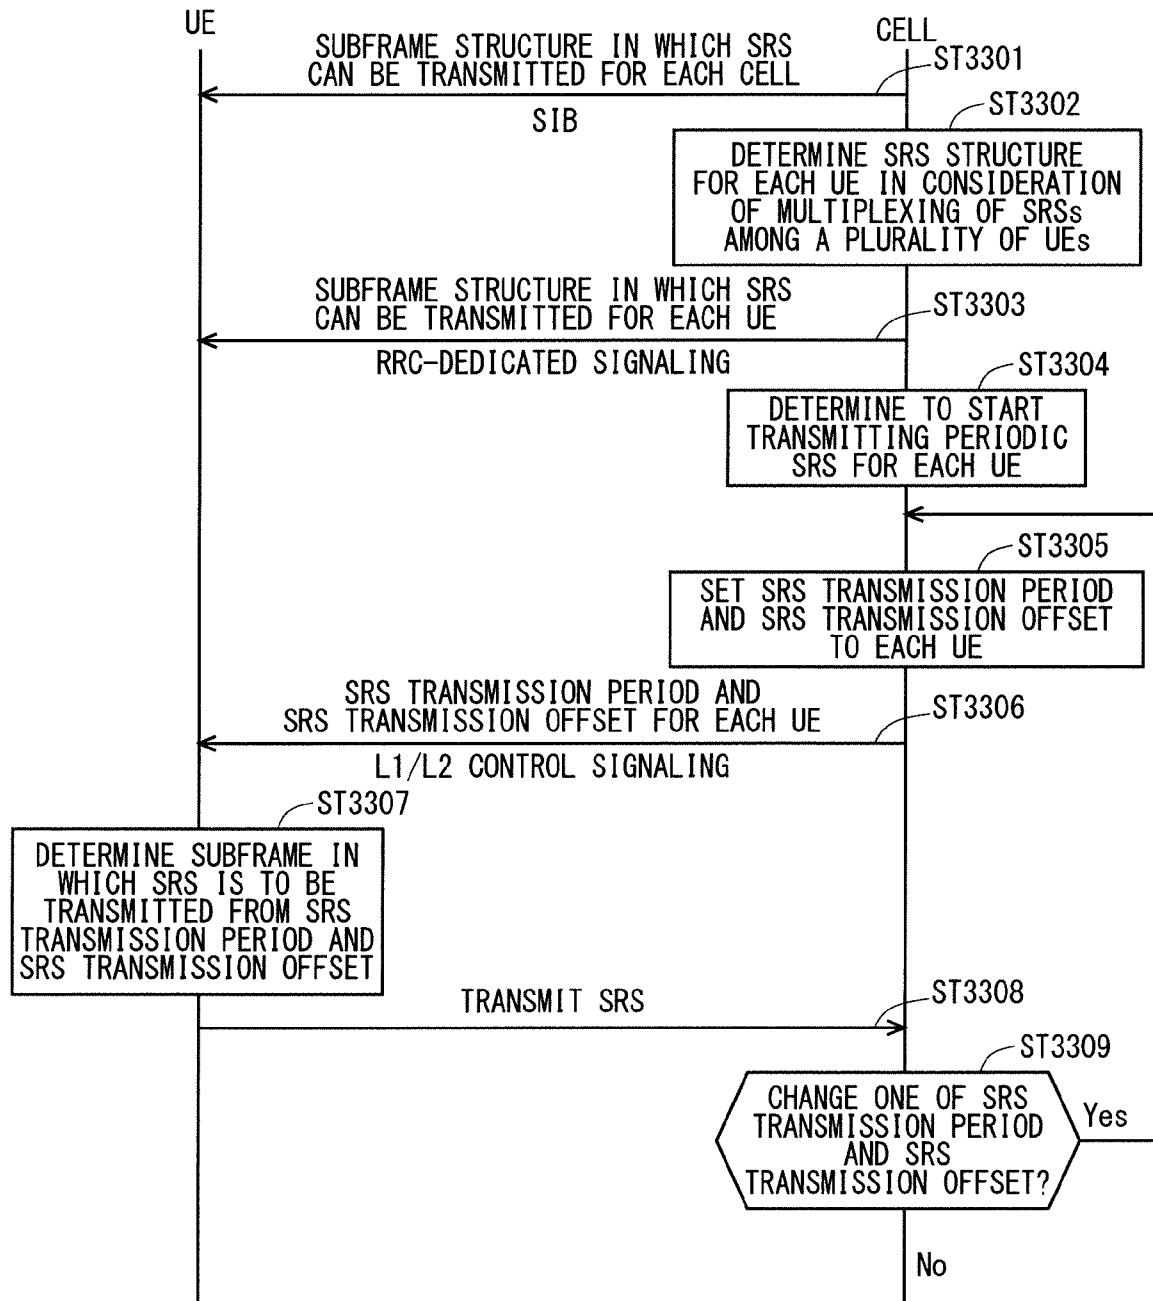 UE
CELL
SUBFRAME STRUCTURE IN WHICH SRS
CAN BE TRANSMITTED FOR EACH CELL
ST3301
SIB
ST3302
DETERMINE SRS STRUCTURE
FOR EACH UE IN CONSIDERATION
OF MULTIPLEXING OF SRSs
AMONG A PLURALITY OF UEs
SUBFRAME STRUCTURE IN WHICH SRS
CAN BE TRANSMITTED FOR EACH UE
ST3303
RRC-DEDICATED SIGNALING
ST3304
DETERMINE TO START
TRANSMITTING PERIODIC
SRS FOR EACH UE
ST3305
SET SRS TRANSMISSION PERIOD
AND SRS TRANSMISSION OFFSET
TO EACH UE
SRS TRANSMISSION PERIOD AND
SRS TRANSMISSION OFFSET FOR EACH UE
ST3306
L1/L2 CONTROL SIGNALING
ST3307
DETERMINE SUBFRAME IN
WHICH SRS IS TO BE
TRANSMITTED FROM SRS
TRANSMISSION PERIOD AND
SRS TRANSMISSION OFFSET
TRANSMIT SRS
ST3308
ST3309
CHANGE ONE OF SRS
TRANSMISSION PERIOD
AND SRS
TRANSMISSION OFFSET?
Yes
No